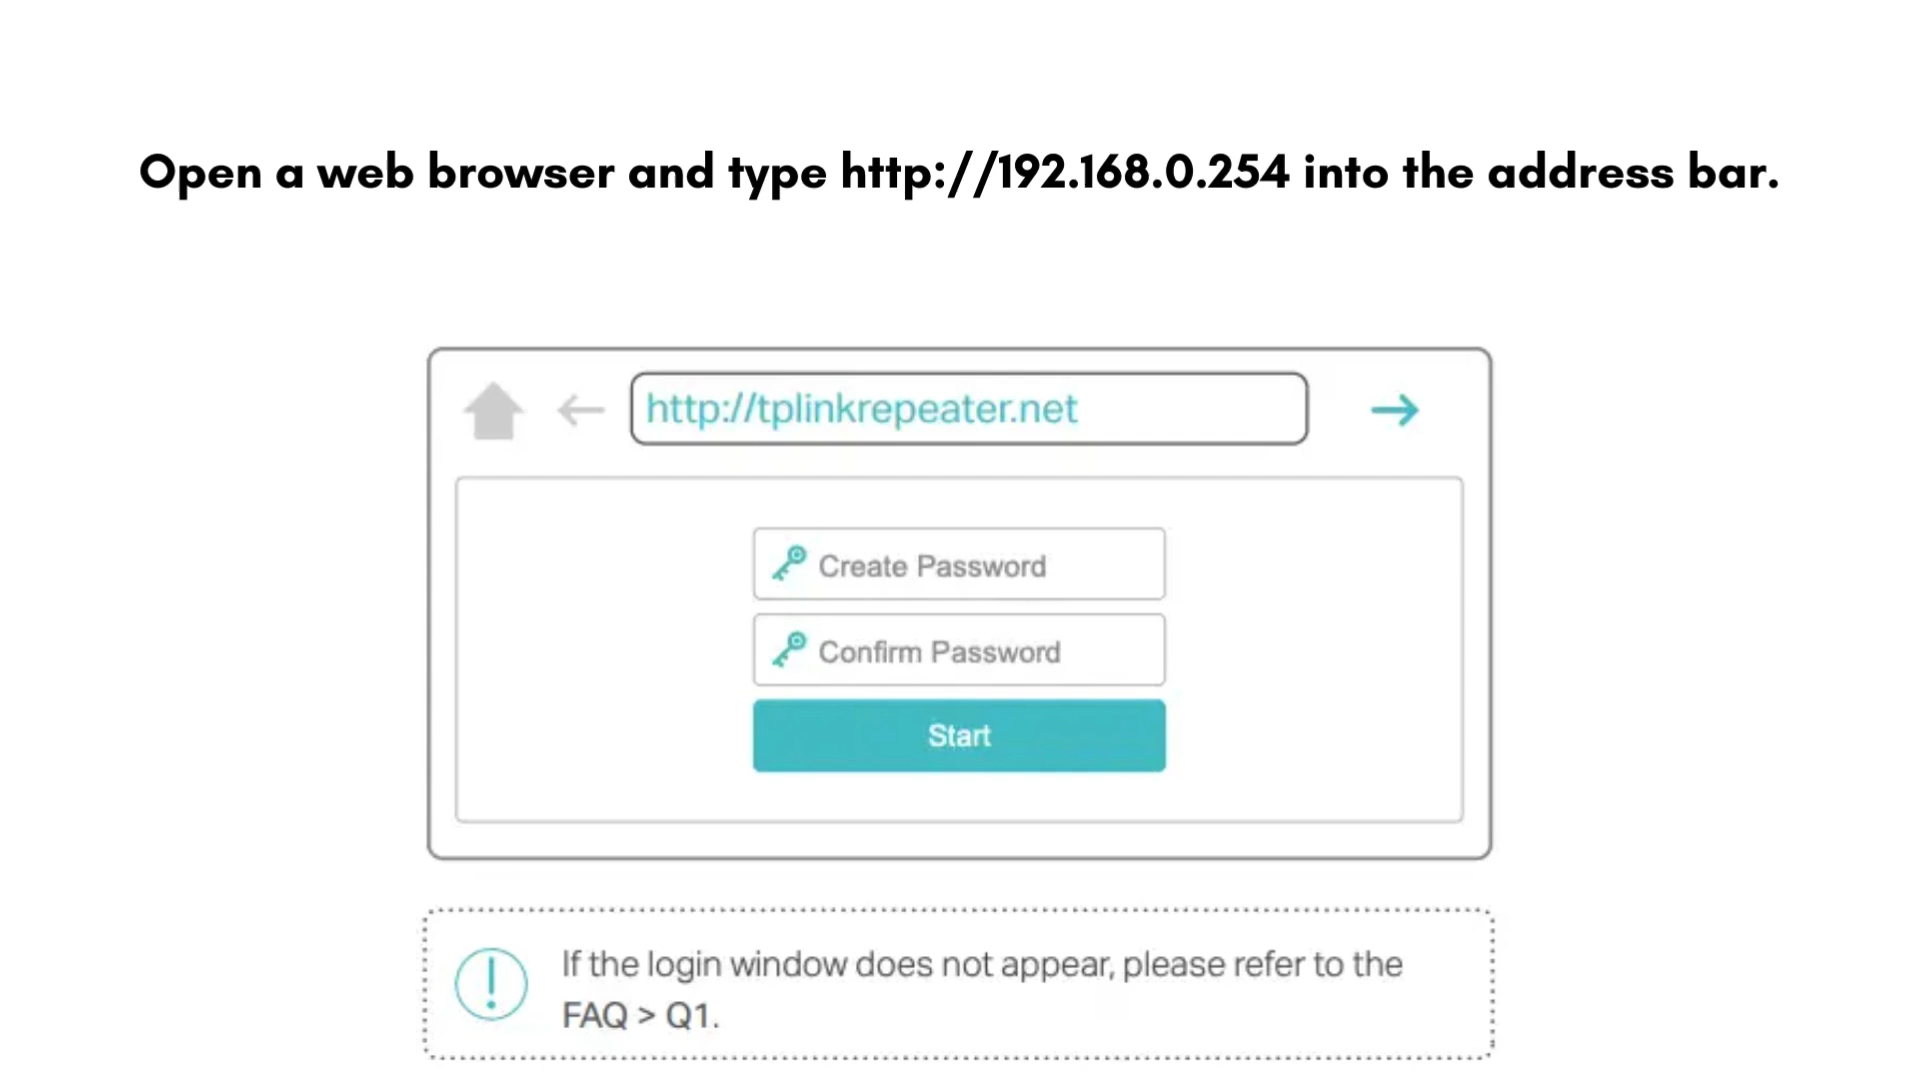 Open a web browser and type http://192.168.0.254 into the address bar.
http://tplinkrepeater.net
Create Password
Confirm Password
Start
If the login window does not appear, please refer to the
FAQ > Q1.